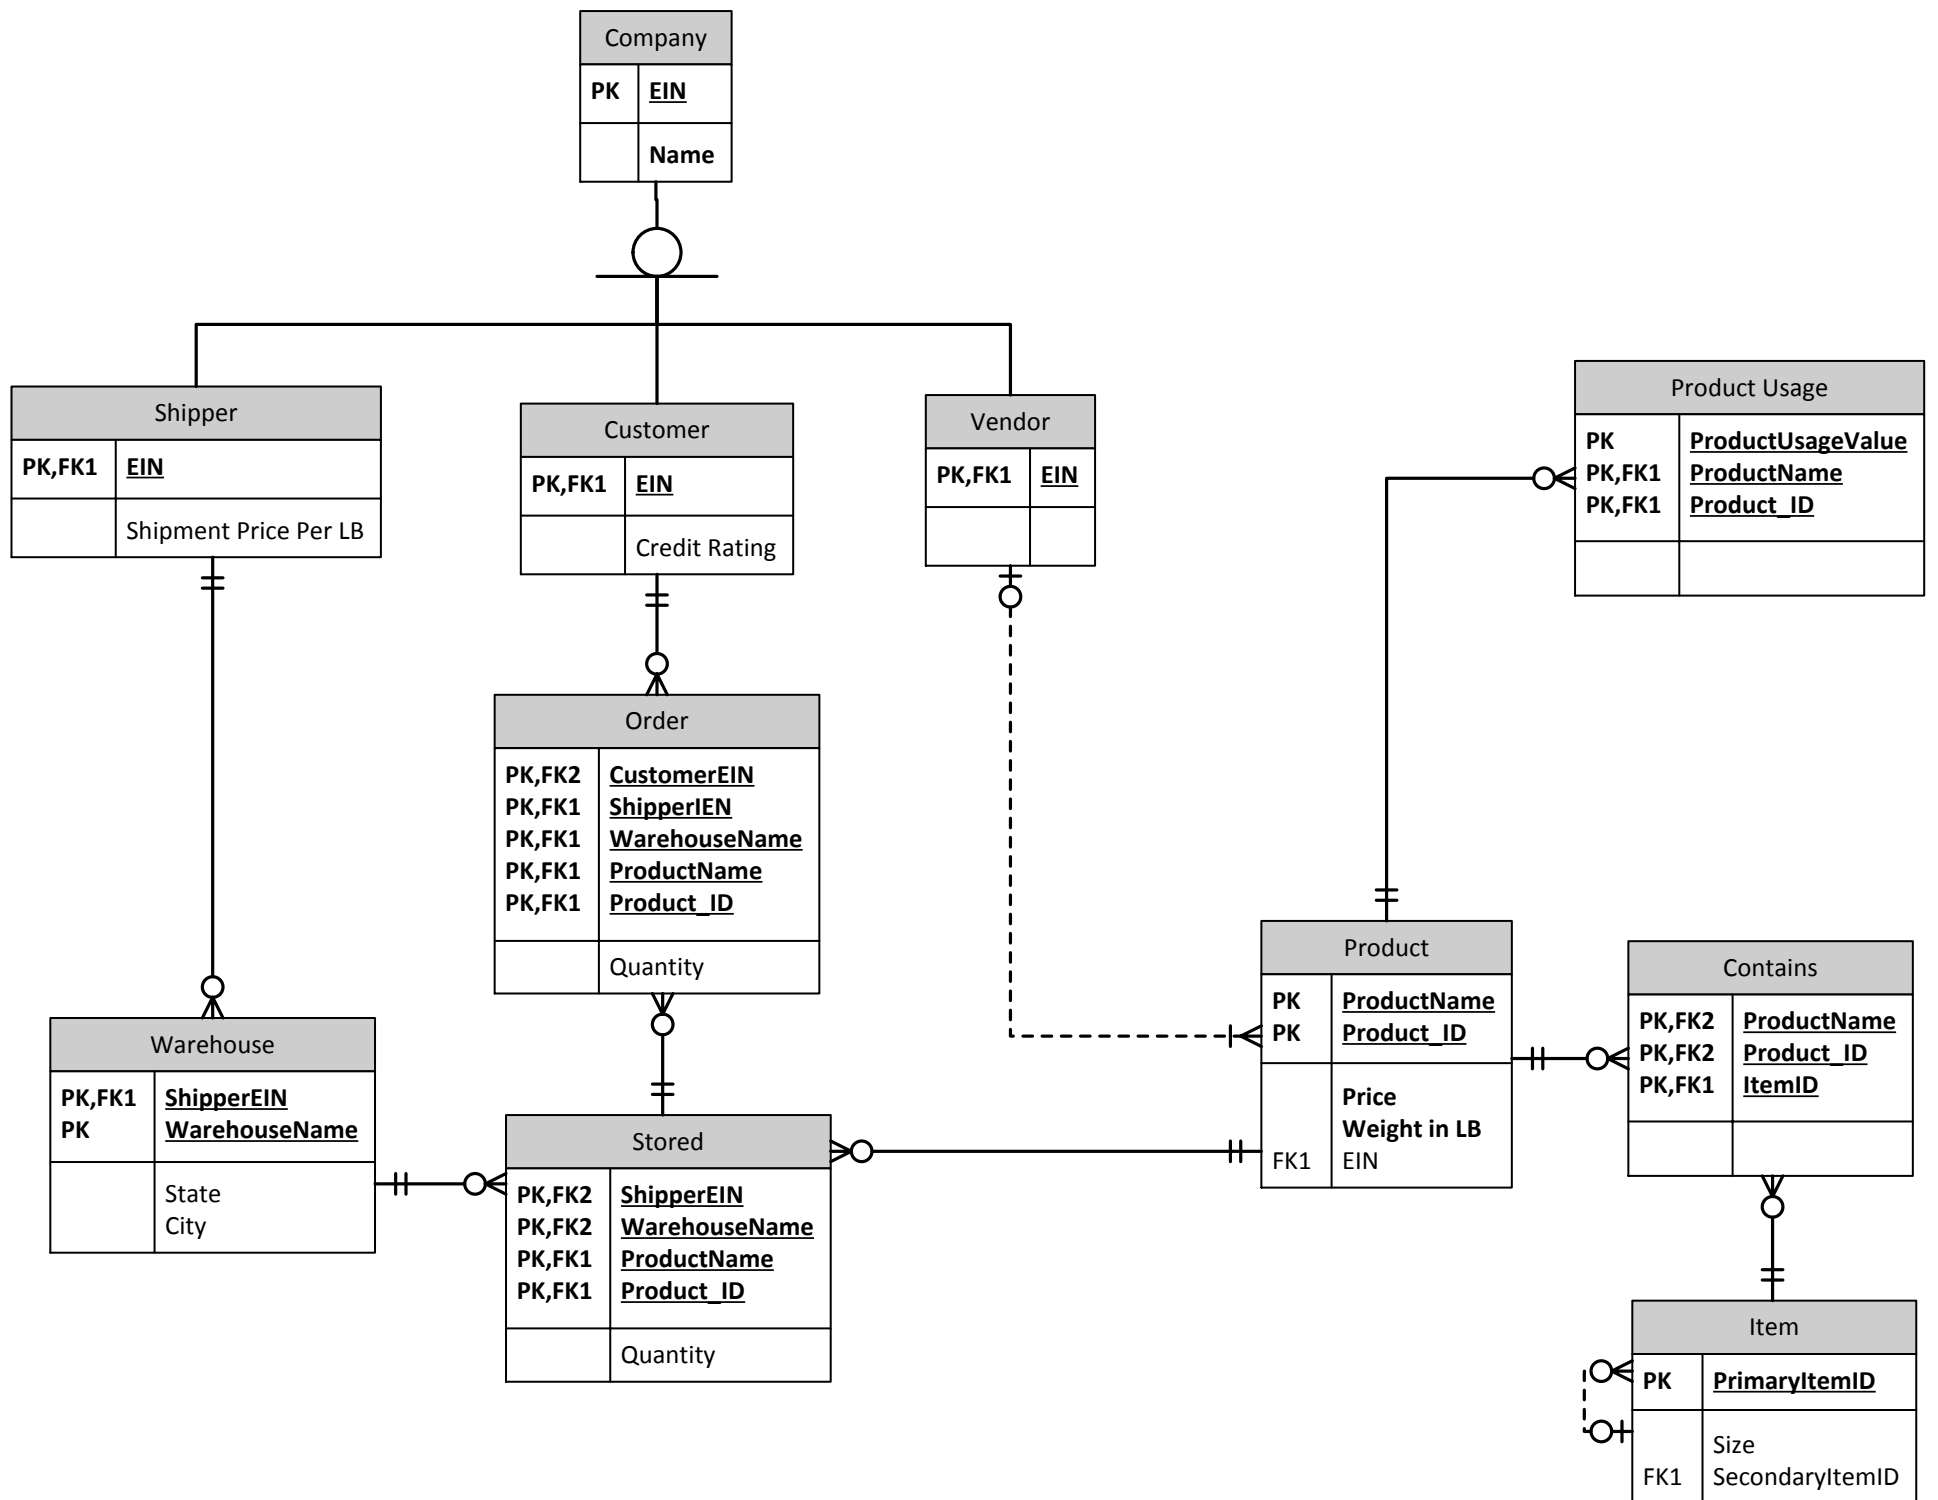 Company
PK EIN
Name
Shipper
PK,FK1 EIN
Shipment Price Per LB
Customer
PK,FK1 EIN
Credit Rating
Vendor
PK,FK1 EIN
Product Usage
PK ProductUsageValue
PK,FK1 ProductName
PK,FK1 Product_ID
Order
PK,FK2 CustomerEIN
PK,FK1 ShipperIEN
PK,FK1 WarehouseName
PK,FK1 ProductName
PK,FK1 Product_ID
Quantity
Product
PK ProductName
PK Product_ID
Price
Weight in LB
FK1 EIN
Contains
PK,FK2 ProductName
PK,FK2 Product_ID
PK,FK1 ItemID
Warehouse
PK,FK1 ShipperEIN
PK WarehouseName
State
City
Stored
PK,FK2 ShipperEIN
PK,FK2 WarehouseName
PK,FK1 ProductName
PK,FK1 Product_ID
Quantity
Item
PK PrimaryItemID
Size
FK1 SecondaryItemID